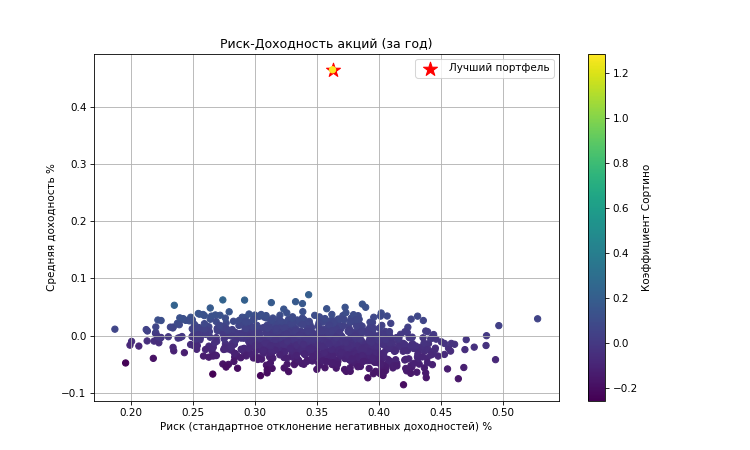 Риск-Доходность акций (за год)
Лучший портфель
Средняя доходность %
0.4
0.3
0.2
0.1
0.0
−0.1
0.20 0.25 0.30 0.35 0.40 0.45 0.50
Риск (стандартное отклонение негативных доходностей) %
1.2
1.0
0.8
0.6
0.4
0.2
0.0
−0.2
Коэффициент Сортино